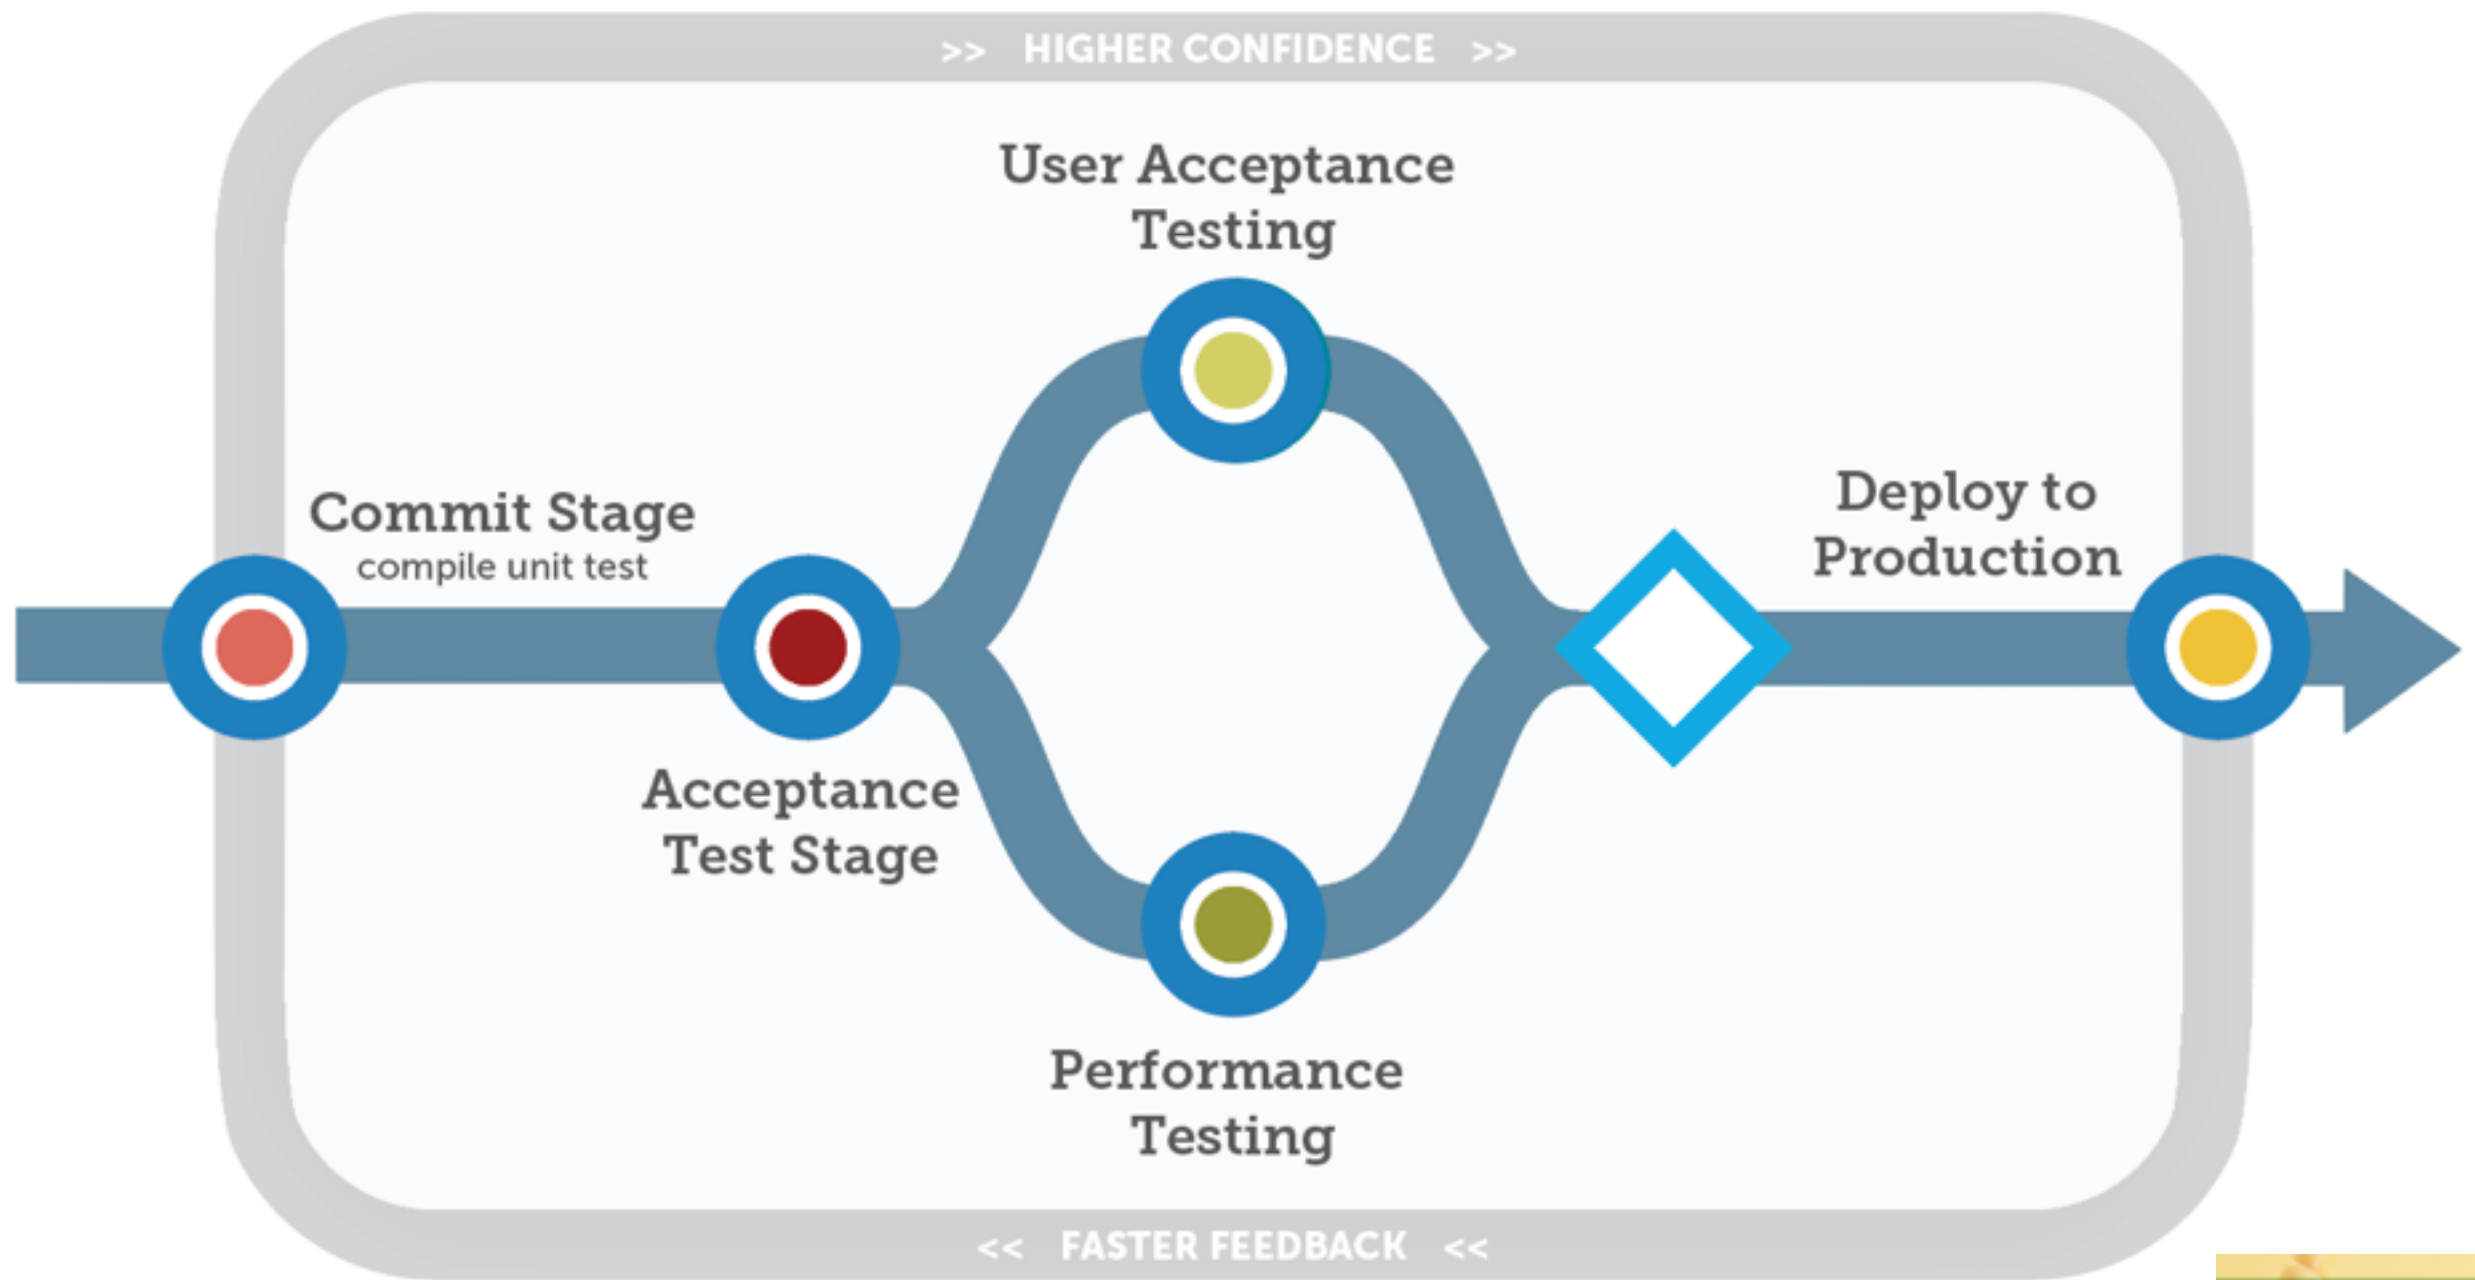 >> HIGHER CONFIDENCE >>
User Acceptance
Testing
Commit Stage
compile unit test
Deploy to
Production
Acceptance
Test Stage
Performance
Testing
<< FASTER FEEDBACK <<